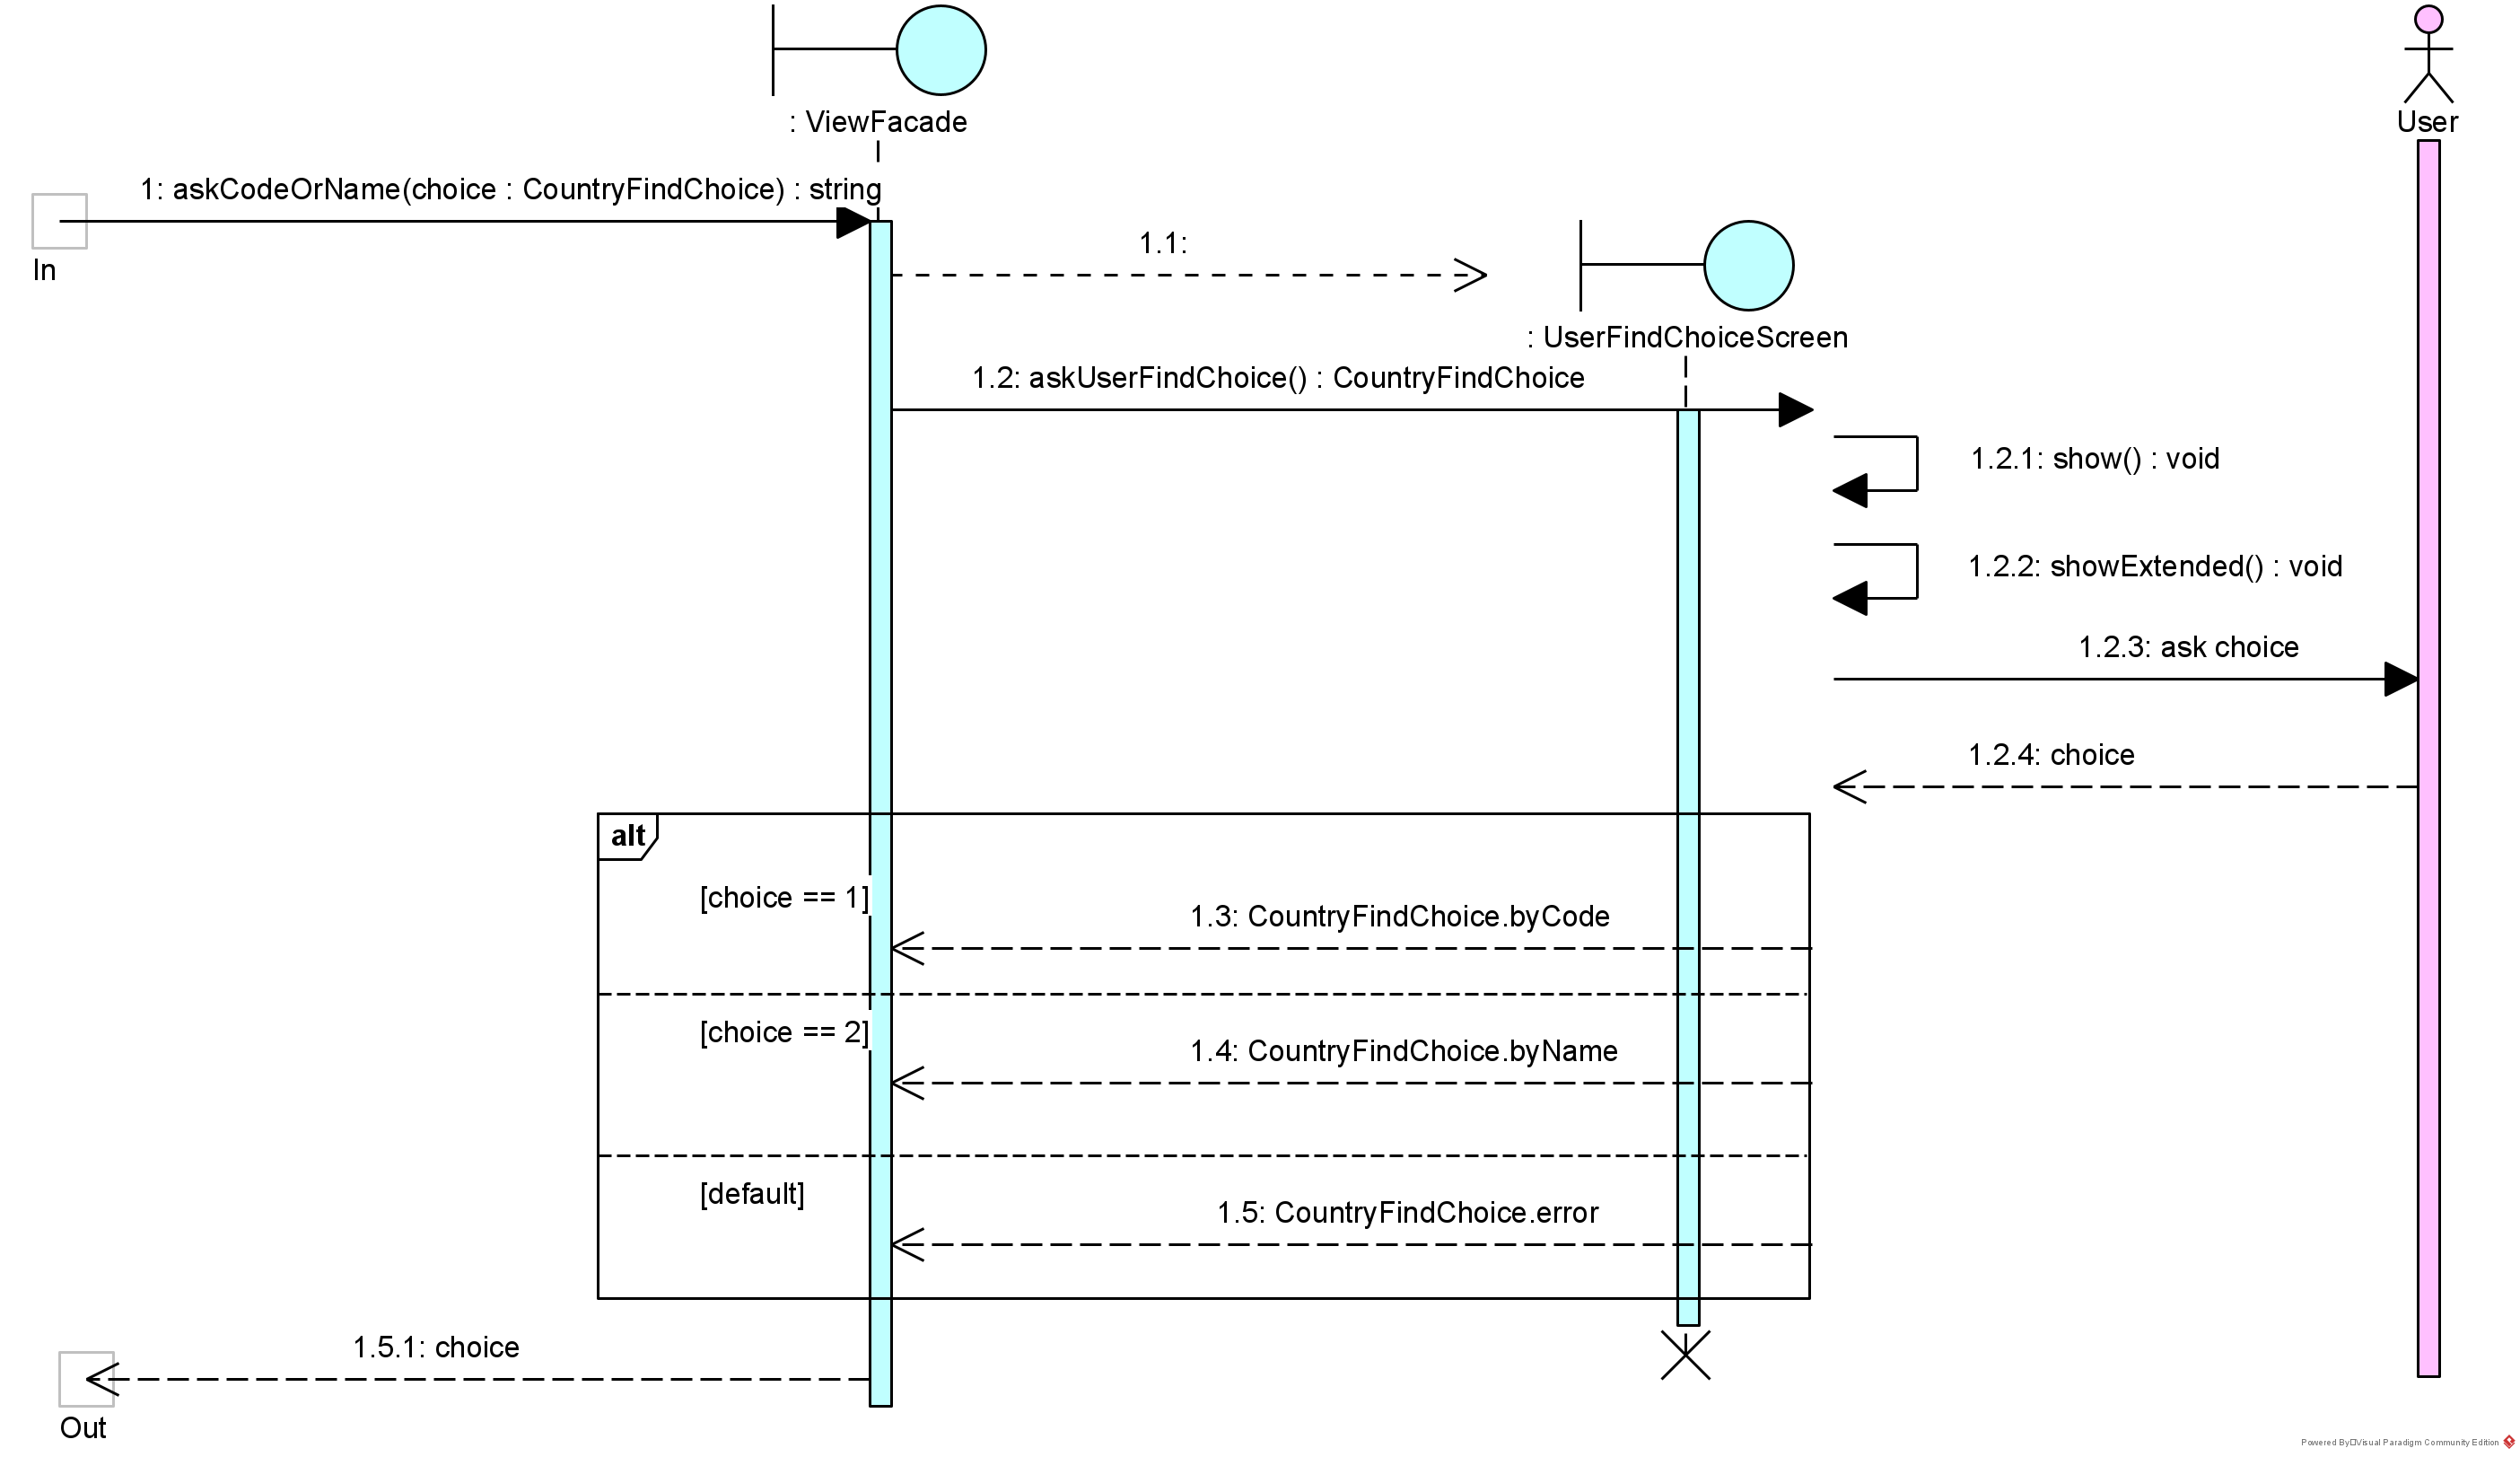 : ViewFacade
User
1: askCodeOrName(choice : CountryFindChoice) : string
In
1.1:
: UserFindChoiceScreen
1.2: askUserFindChoice() : CountryFindChoice
1.2.1: show() : void
1.2.2: showExtended() : void
1.2.3: ask choice
1.2.4: choice
alt
[choice == 1]
1.3: CountryFindChoice.byCode
[choice == 2]
1.4: CountryFindChoice.byName
[default]
1.5: CountryFindChoice.error
1.5.1: choice
Out
Powered By□Visual Paradigm Community Edition